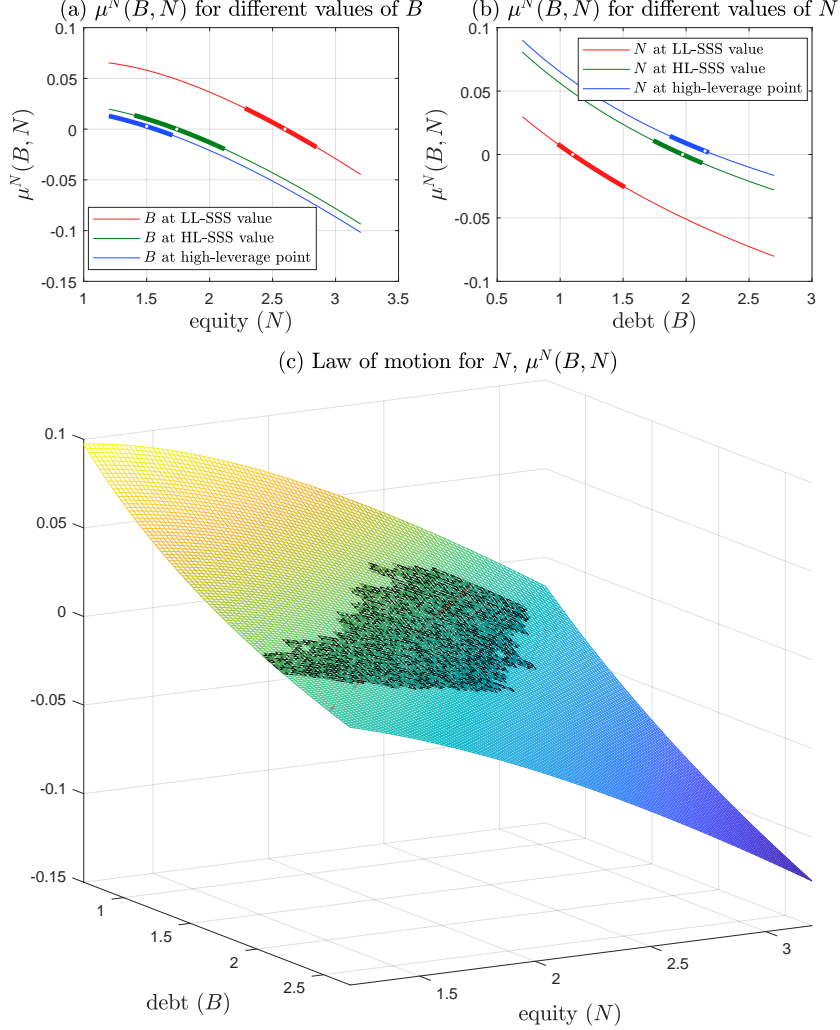 (a) μ^N(B, N) for different values of B
0.1
0.05
0
-0.05
-0.1
-0.15
μ^N(B, N)
B at LL-SSS value
B at HL-SSS value
B at high-leverage point
1 1.5 2 2.5 3 3.5
equity (N)
(b) μ^N(B, N) for different values of N
0.1
0.05
0
-0.05
-0.1
μ^N(B, N)
N at LL-SSS value
N at HL-SSS value
N at high-leverage point
0.5 1 1.5 2 2.5 3
debt (B)
(c) Law of motion for N, μ^N(B, N)
0.1
0.05
0
-0.05
-0.1
-0.15
1
1.5
2
2.5
debt (B)
1.5
2
2.5
3
equity (N)